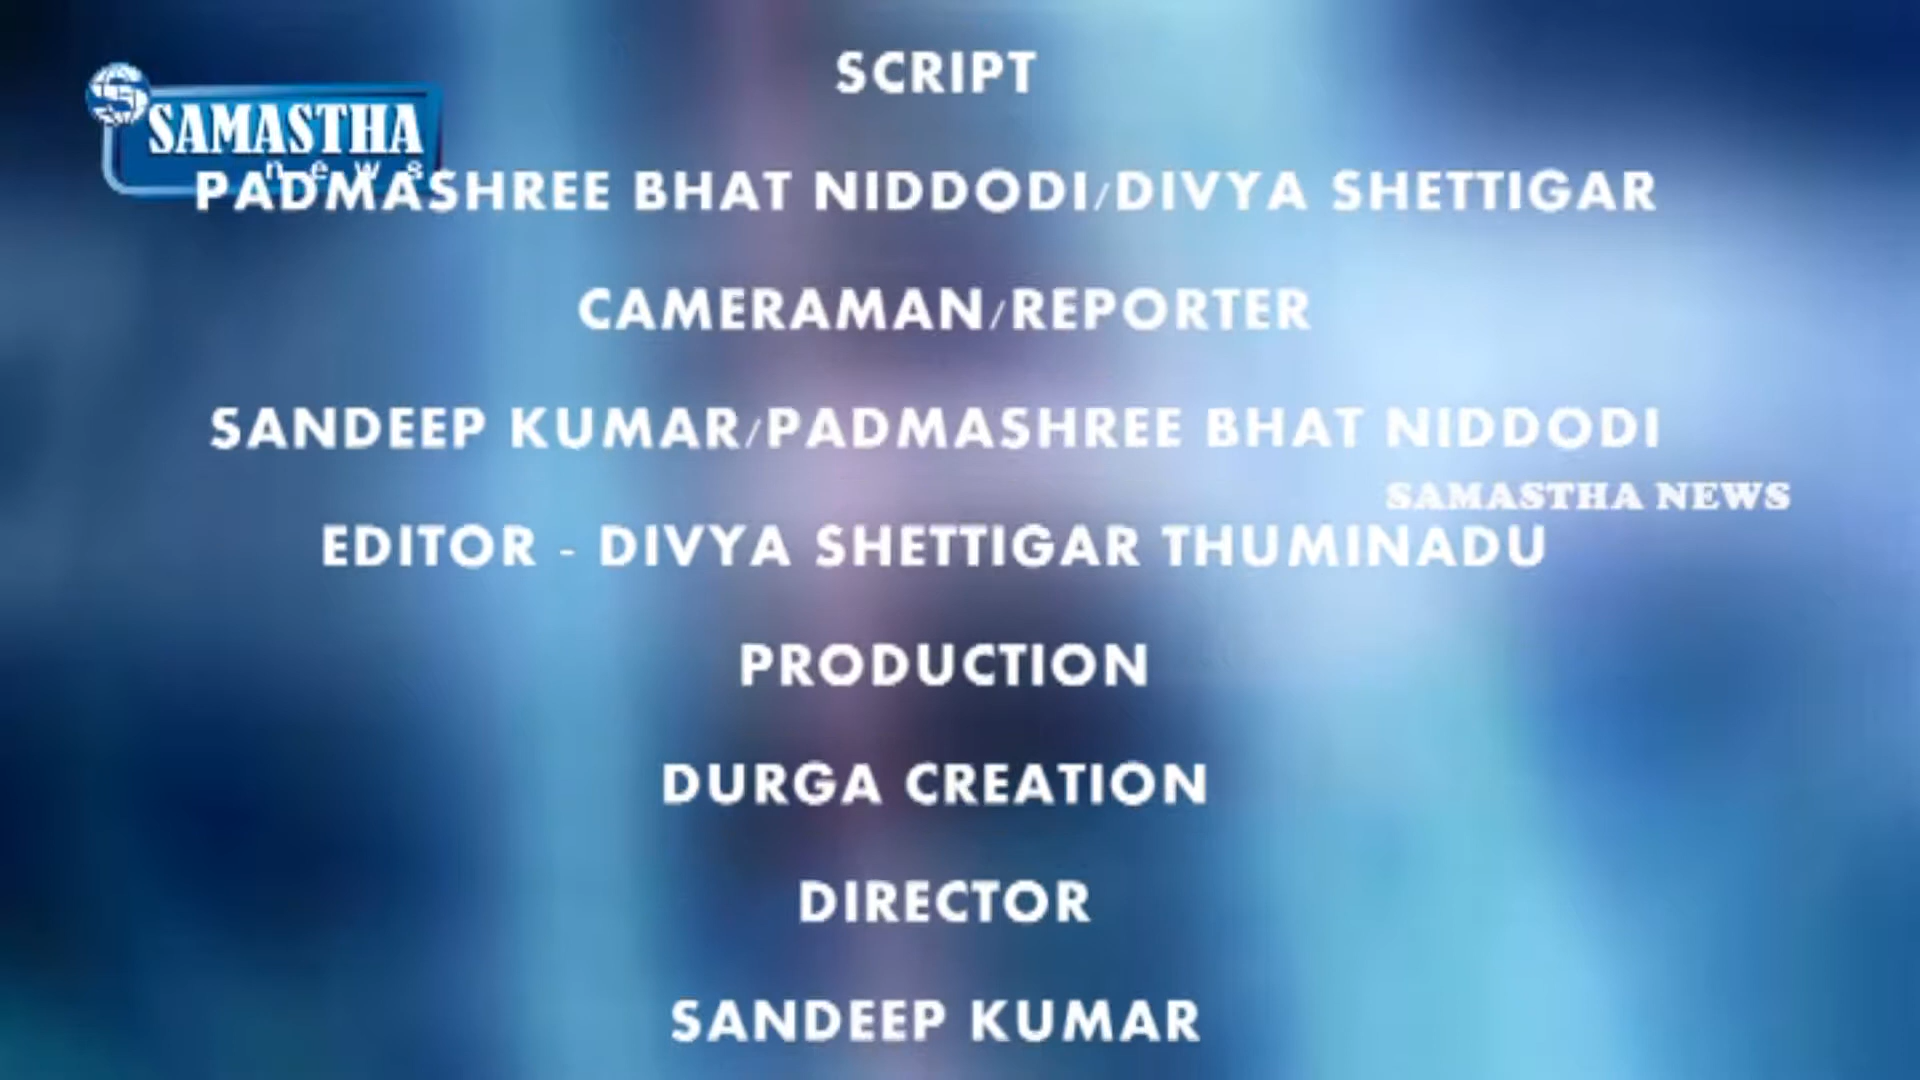 SCRIPT
SAMASTHA
news
PADMASHREE BHAT NIDDODI/DIVYA SHETTIGAR
CAMERAMAN/REPORTER
SANDEEP KUMAR/PADMASHREE BHAT NIDDODI
SAMASTHA NEWS
EDITOR - DIVYA SHETTIGAR THUMINADU
PRODUCTION
DURGA CREATION
DIRECTOR
SANDEEP KUMAR